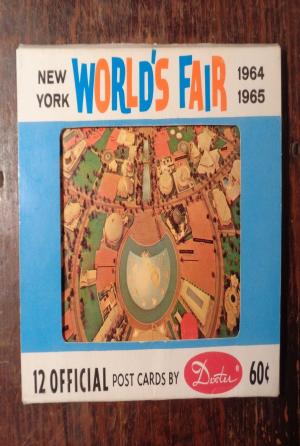 NEW YORK WORLD'S FAIR 1964 1965
12 OFFICIAL POST CARDS BY Dexter 60¢